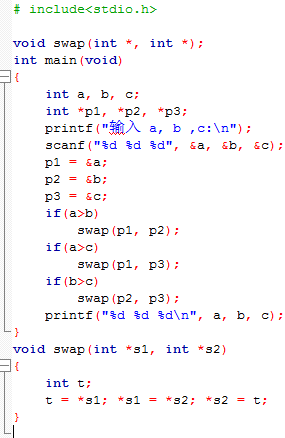 # include<stdio.h>
void swap(int *, int *);
int main(void)
{
int a, b, c;
int *p1, *p2, *p3;
printf("输入 a, b ,c:\n");
scanf("%d %d %d", &a, &b, &c);
p1 = &a;
p2 = &b;
p3 = &c;
if(a>b)
swap(p1, p2);
if(a>c)
swap(p1, p3);
if(b>c)
swap(p2, p3);
printf("%d %d %d\n", a, b, c);
}
void swap(int *s1, int *s2)
{
int t;
t = *s1; *s1 = *s2; *s2 = t;
}